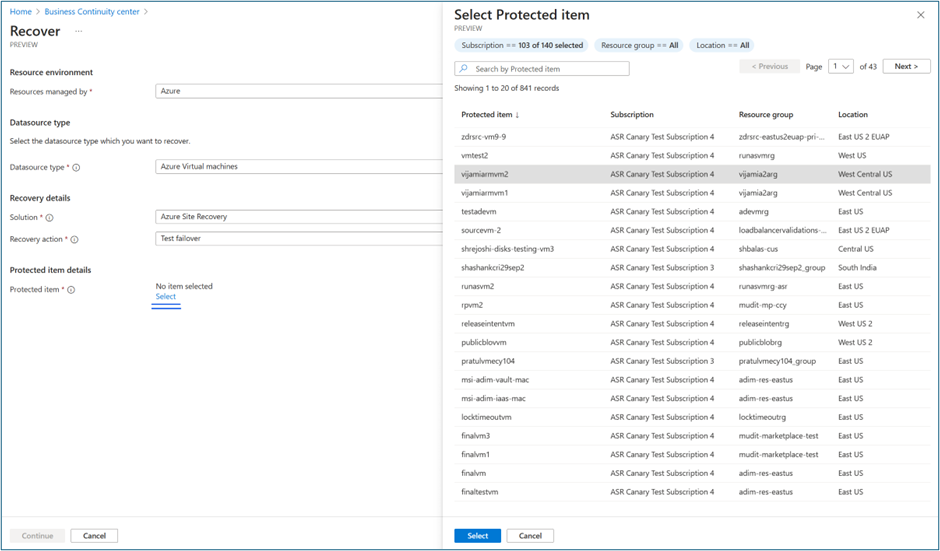 Home > Business Continuity center >
Recover ...
PREVIEW
Resource environment
Resources managed by * Azure
Datasource type
Select the datasource type which you want to recover.
Datasource type * Azure Virtual machines
Recovery details
Solution * Azure Site Recovery
Recovery action * Test failover
Protected item details
Protected item * No item selected
Select
Continue Cancel
Select Protected item
PREVIEW
Subscription == 103 of 140 selected Resource group == All Location == All
Search by Protected item < Previous Page 1 of 43 Next >
Showing 1 to 20 of 841 records
Protected item ↓ Subscription Resource group Location
zdrsrc-vm9-9 ASR Canary Test Subscription 4 zdrsrc-eastus2euap-pri-... East US 2 EUAP
vmtest2 ASR Canary Test Subscription 4 runasvmrg West US
vijamiarmvm2 ASR Canary Test Subscription 4 vijamia2arg West Central US
vijamiarmvm1 ASR Canary Test Subscription 4 vijamia2arg West Central US
testadevm ASR Canary Test Subscription 4 adevmrg East US
sourcevm-2 ASR Canary Test Subscription 4 loadbalancervalidations-... East US 2 EUAP
shrejoshi-disks-testing-vm3 ASR Canary Test Subscription 4 shbalas-cus Central US
shashankcri29sep2 ASR Canary Test Subscription 3 shashankcri29sep2_group South India
runasvm2 ASR Canary Test Subscription 4 runasvmrg-asr East US
rpvm2 ASR Canary Test Subscription 4 mudit-mp-ccy East US
releaseintentvm ASR Canary Test Subscription 4 releaseintentrg West US 2
publicblovvm ASR Canary Test Subscription 4 publicblobrg West US 2
pratulvmecy104 ASR Canary Test Subscription 3 pratulvmecy104_group East US
msi-adim-vault-mac ASR Canary Test Subscription 4 adim-res-eastus East US
msi-adim-iaas-mac ASR Canary Test Subscription 4 adim-res-eastus East US
locktimeoutvm ASR Canary Test Subscription 4 locktimeoutrg East US
finalvm3 ASR Canary Test Subscription 4 mudit-marketplace-test East US
finalvm1 ASR Canary Test Subscription 4 mudit-marketplace-test East US
finalvm ASR Canary Test Subscription 4 adim-res-eastus East US
finaltestvm ASR Canary Test Subscription 4 adim-res-eastus East US
Select Cancel